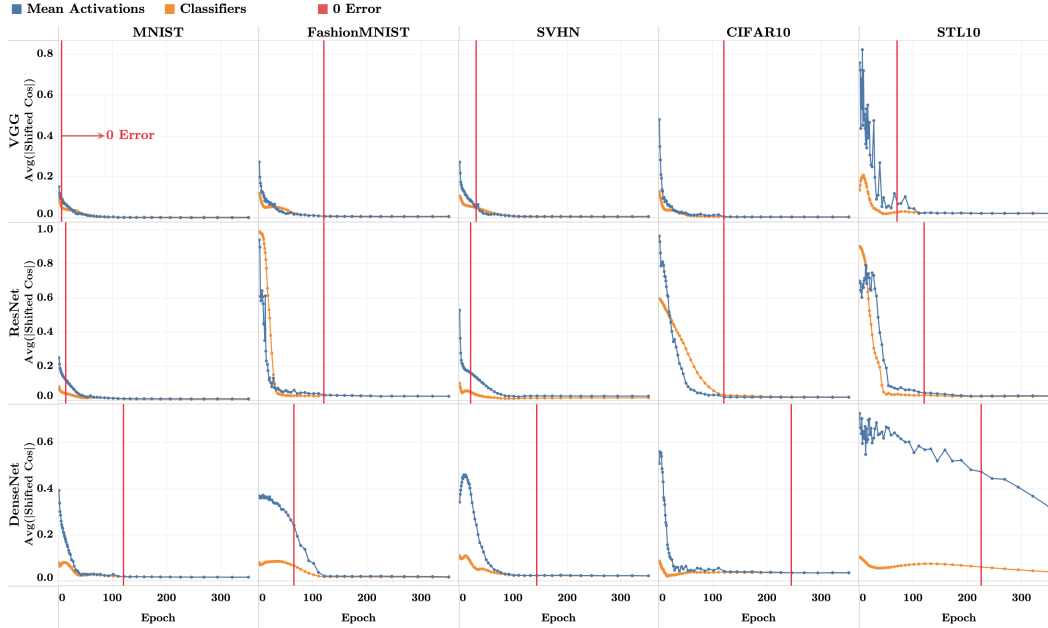 Mean Activations Classifiers 0 Error
MNIST FashionMNIST SVHN CIFAR10 STL10
VGG
Avg(|Shifted Cos|)
0.8
0.6
0.4
0.2
0.0
0 Error
ResNet
Avg(|Shifted Cos|)
1.0
0.8
0.6
0.4
0.2
0.0
DenseNet
Avg(|Shifted Cos|)
0.6
0.4
0.2
0.0
0 100 200 300 0 100 200 300 0 100 200 300 0 100 200 300 0 100 200 300
Epoch Epoch Epoch Epoch Epoch